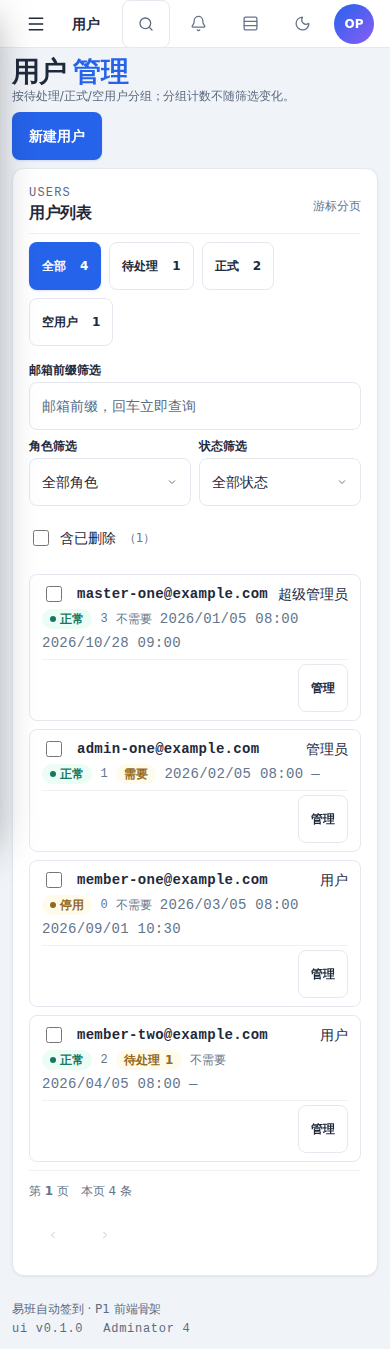 用户 OP
用户 管理
按待处理/正式/空用户分组；分组计数不随筛选变化。
新建用户
USERS
用户列表 游标分页
全部 4 待处理 1 正式 2
空用户 1
邮箱前缀筛选
邮箱前缀，回车立即查询
角色筛选 状态筛选
全部角色 全部状态
含已删除 （1）
master-one@example.com 超级管理员
正常 3 不需要 2026/01/05 08:00
2026/10/28 09:00
管理
admin-one@example.com 管理员
正常 1 需要 2026/02/05 08:00 —
管理
member-one@example.com 用户
停用 0 不需要 2026/03/05 08:00
2026/09/01 10:30
管理
member-two@example.com 用户
正常 2 待处理 1 不需要
2026/04/05 08:00 —
管理
第 1 页 本页 4 条
‹ ›
易班自动签到 · P1 前端骨架
ui v0.1.0 Adminator 4